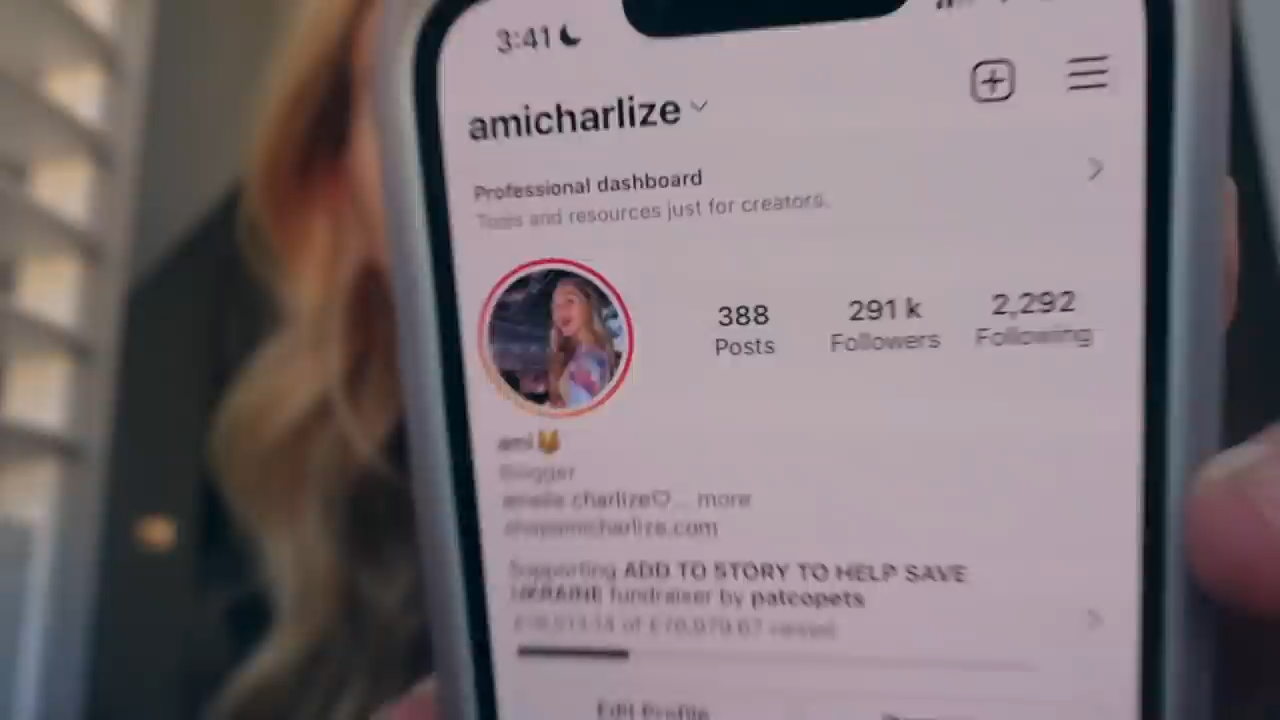 3:41
amicharlize
Professional dashboard
Tools and resources just for creators.
388
Posts
291 k
Followers
2,292
Following
ami
Blogger
amelie charlize♡... more
shopamicharlize.com
Supporting ADD TO STORY TO HELP SAVE
UKRAINE fundraiser by patcopets
of raised
Edit Profile